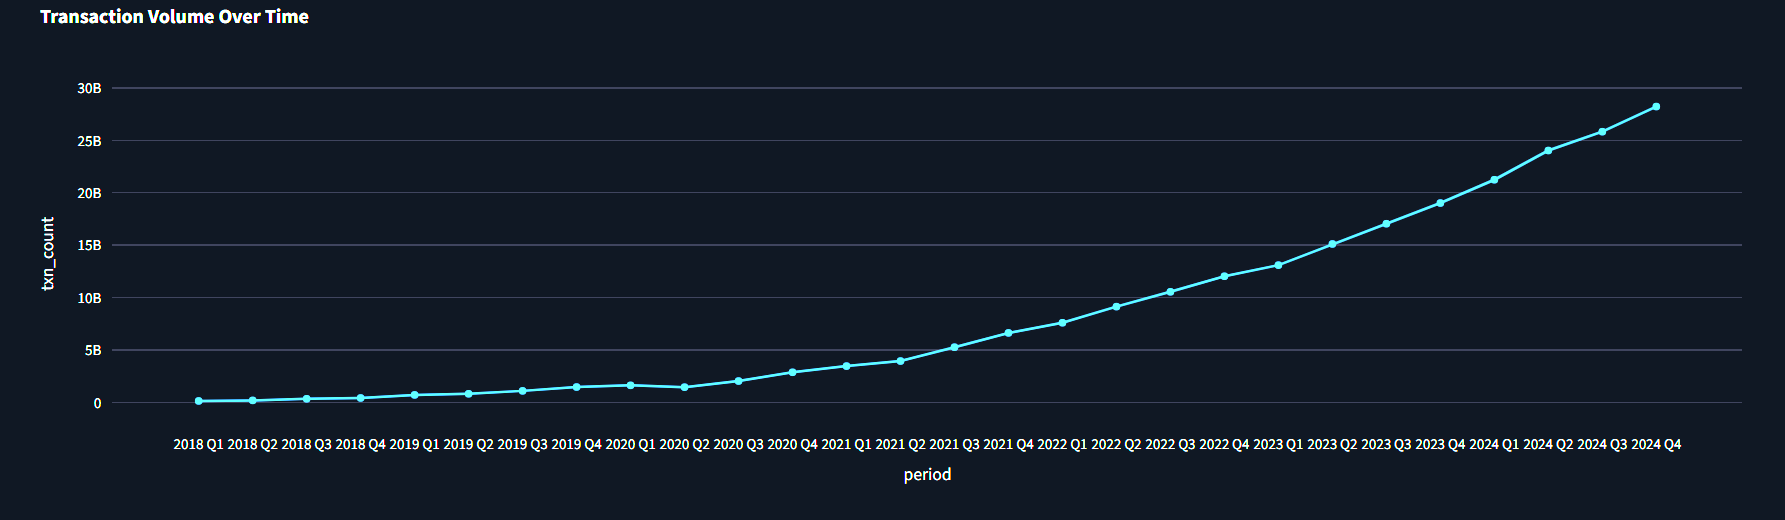 Transaction Volume Over Time
30B
25B
20B
15B
10B
5B
0
txn_count
2018 Q1 2018 Q2 2018 Q3 2018 Q4 2019 Q1 2019 Q2 2019 Q3 2019 Q4 2020 Q1 2020 Q2 2020 Q3 2020 Q4 2021 Q1 2021 Q2 2021 Q3 2021 Q4 2022 Q1 2022 Q2 2022 Q3 2022 Q4 2023 Q1 2023 Q2 2023 Q3 2023 Q4 2024 Q1 2024 Q2 2024 Q3 2024 Q4
period